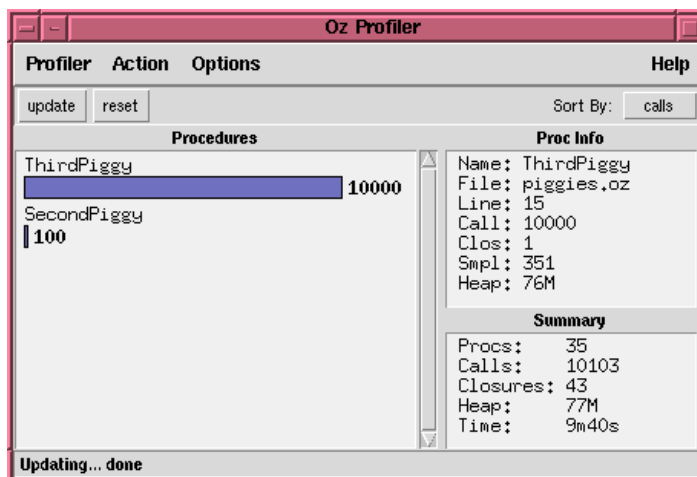 Oz Profiler
Profiler Action Options Help
update reset Sort By: calls
Procedures
ThirdPiggy
10000
SecondPiggy
100
Proc Info
Name: ThirdPiggy
File: piggies.oz
Line: 15
Call: 10000
Clos: 1
Smpl: 351
Heap: 76M
Summary
Procs: 35
Calls: 10103
Closures: 43
Heap: 77M
Time: 9m40s
Updating... done